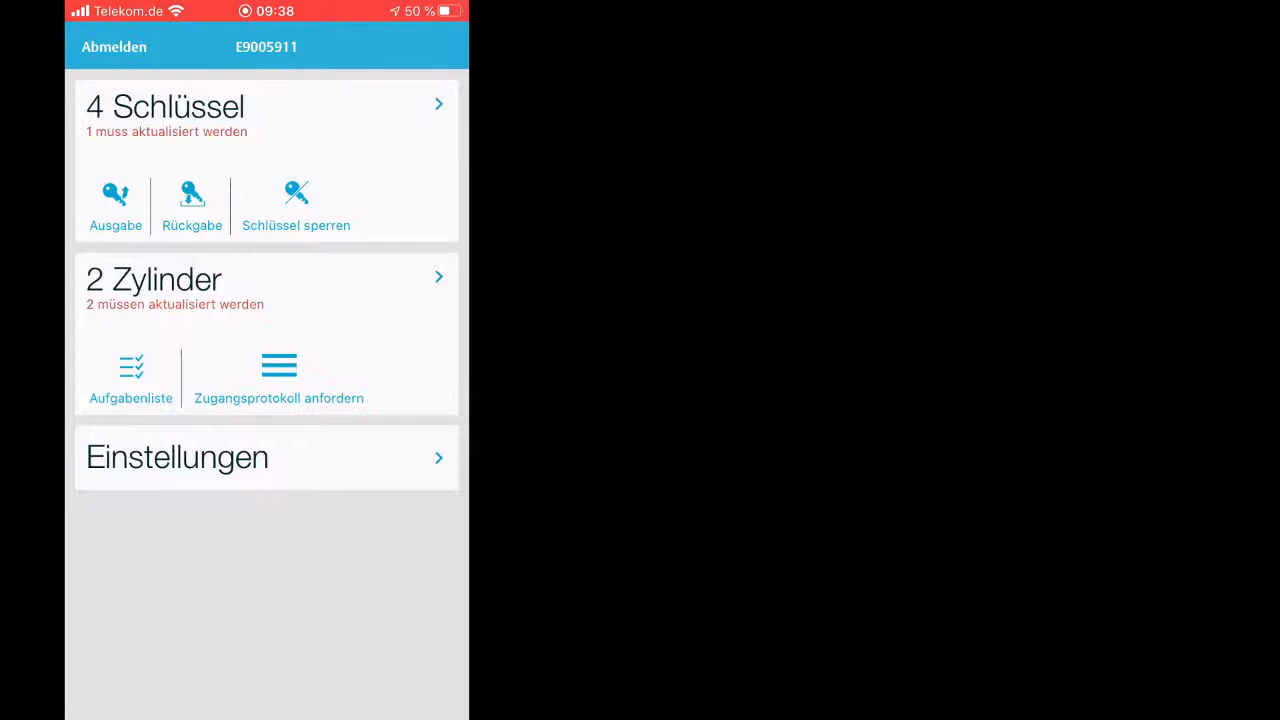 Telekom.de 09:38 50 %
Abmelden E9005911
4 Schlüssel
1 muss aktualisiert werden
Ausgabe Rückgabe Schlüssel sperren
2 Zylinder
2 müssen aktualisiert werden
Aufgabenliste Zugangsprotokoll anfordern
Einstellungen